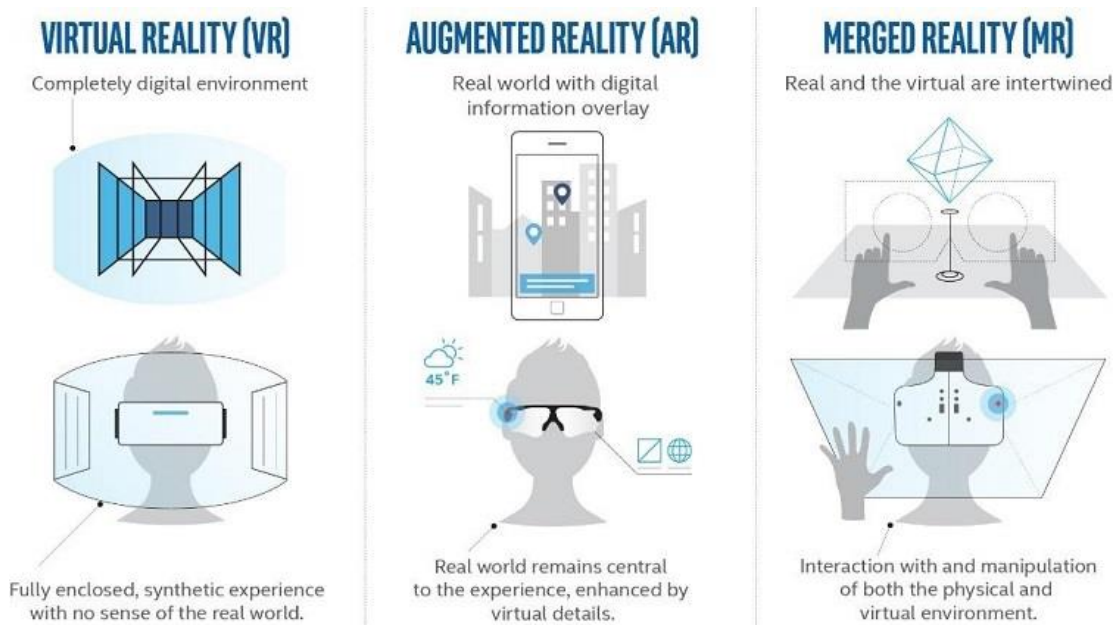 VIRTUAL REALITY (VR)
Completely digital environment
Fully enclosed, synthetic experience
with no sense of the real world.
AUGMENTED REALITY (AR)
Real world with digital
information overlay
45°F
Real world remains central
to the experience, enhanced by
virtual details.
MERGED REALITY (MR)
Real and the virtual are intertwined
Interaction with and manipulation
of both the physical and
virtual environment.